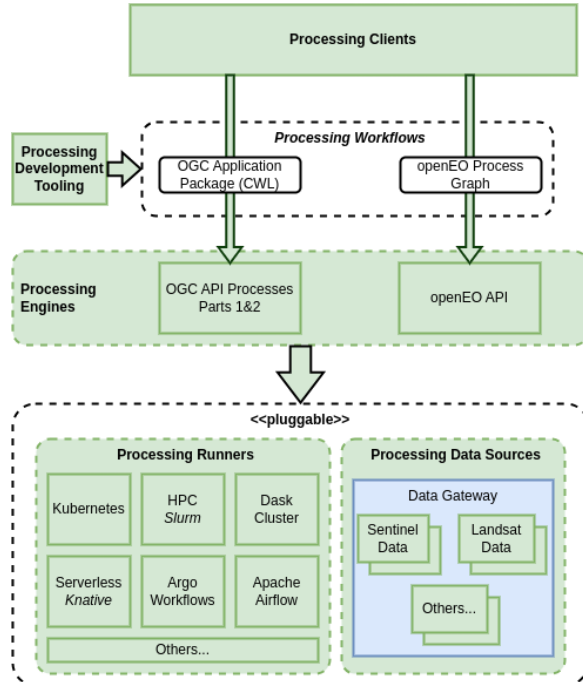 Processing Clients
Processing Workflows
Processing
Development
Tooling
OGC Application
Package (CWL)
openEO Process
Graph
Processing
Engines
OGC API Processes
Parts 1&2
openEO API
<<pluggable>>
Processing Runners
Kubernetes
HPC
Slurm
Dask
Cluster
Serverless
Knative
Argo
Workflows
Apache
Airflow
Others...
Processing Data Sources
Data Gateway
Sentinel
Data
Landsat
Data
Others...